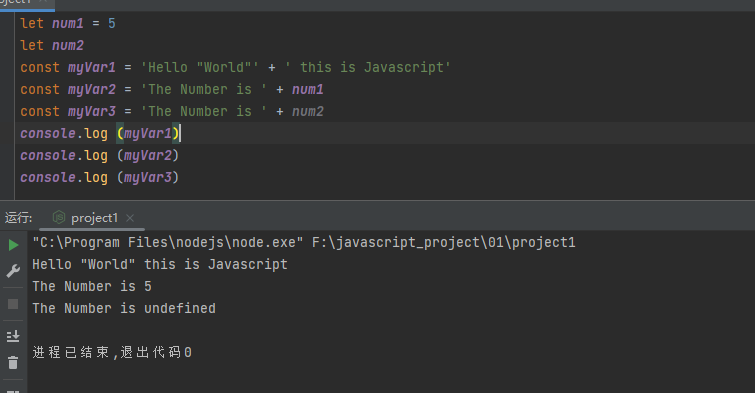 let num1 = 5
let num2
const myVar1 = 'Hello "World"' + ' this is Javascript'
const myVar2 = 'The Number is ' + num1
const myVar3 = 'The Number is ' + num2
console.log (myVar1)
console.log (myVar2)
console.log (myVar3)
运行: project1 ×
"C:\Program Files\nodejs\node.exe" F:\javascript_project\01\project1
Hello "World" this is Javascript
The Number is 5
The Number is undefined
进程已结束,退出代码0